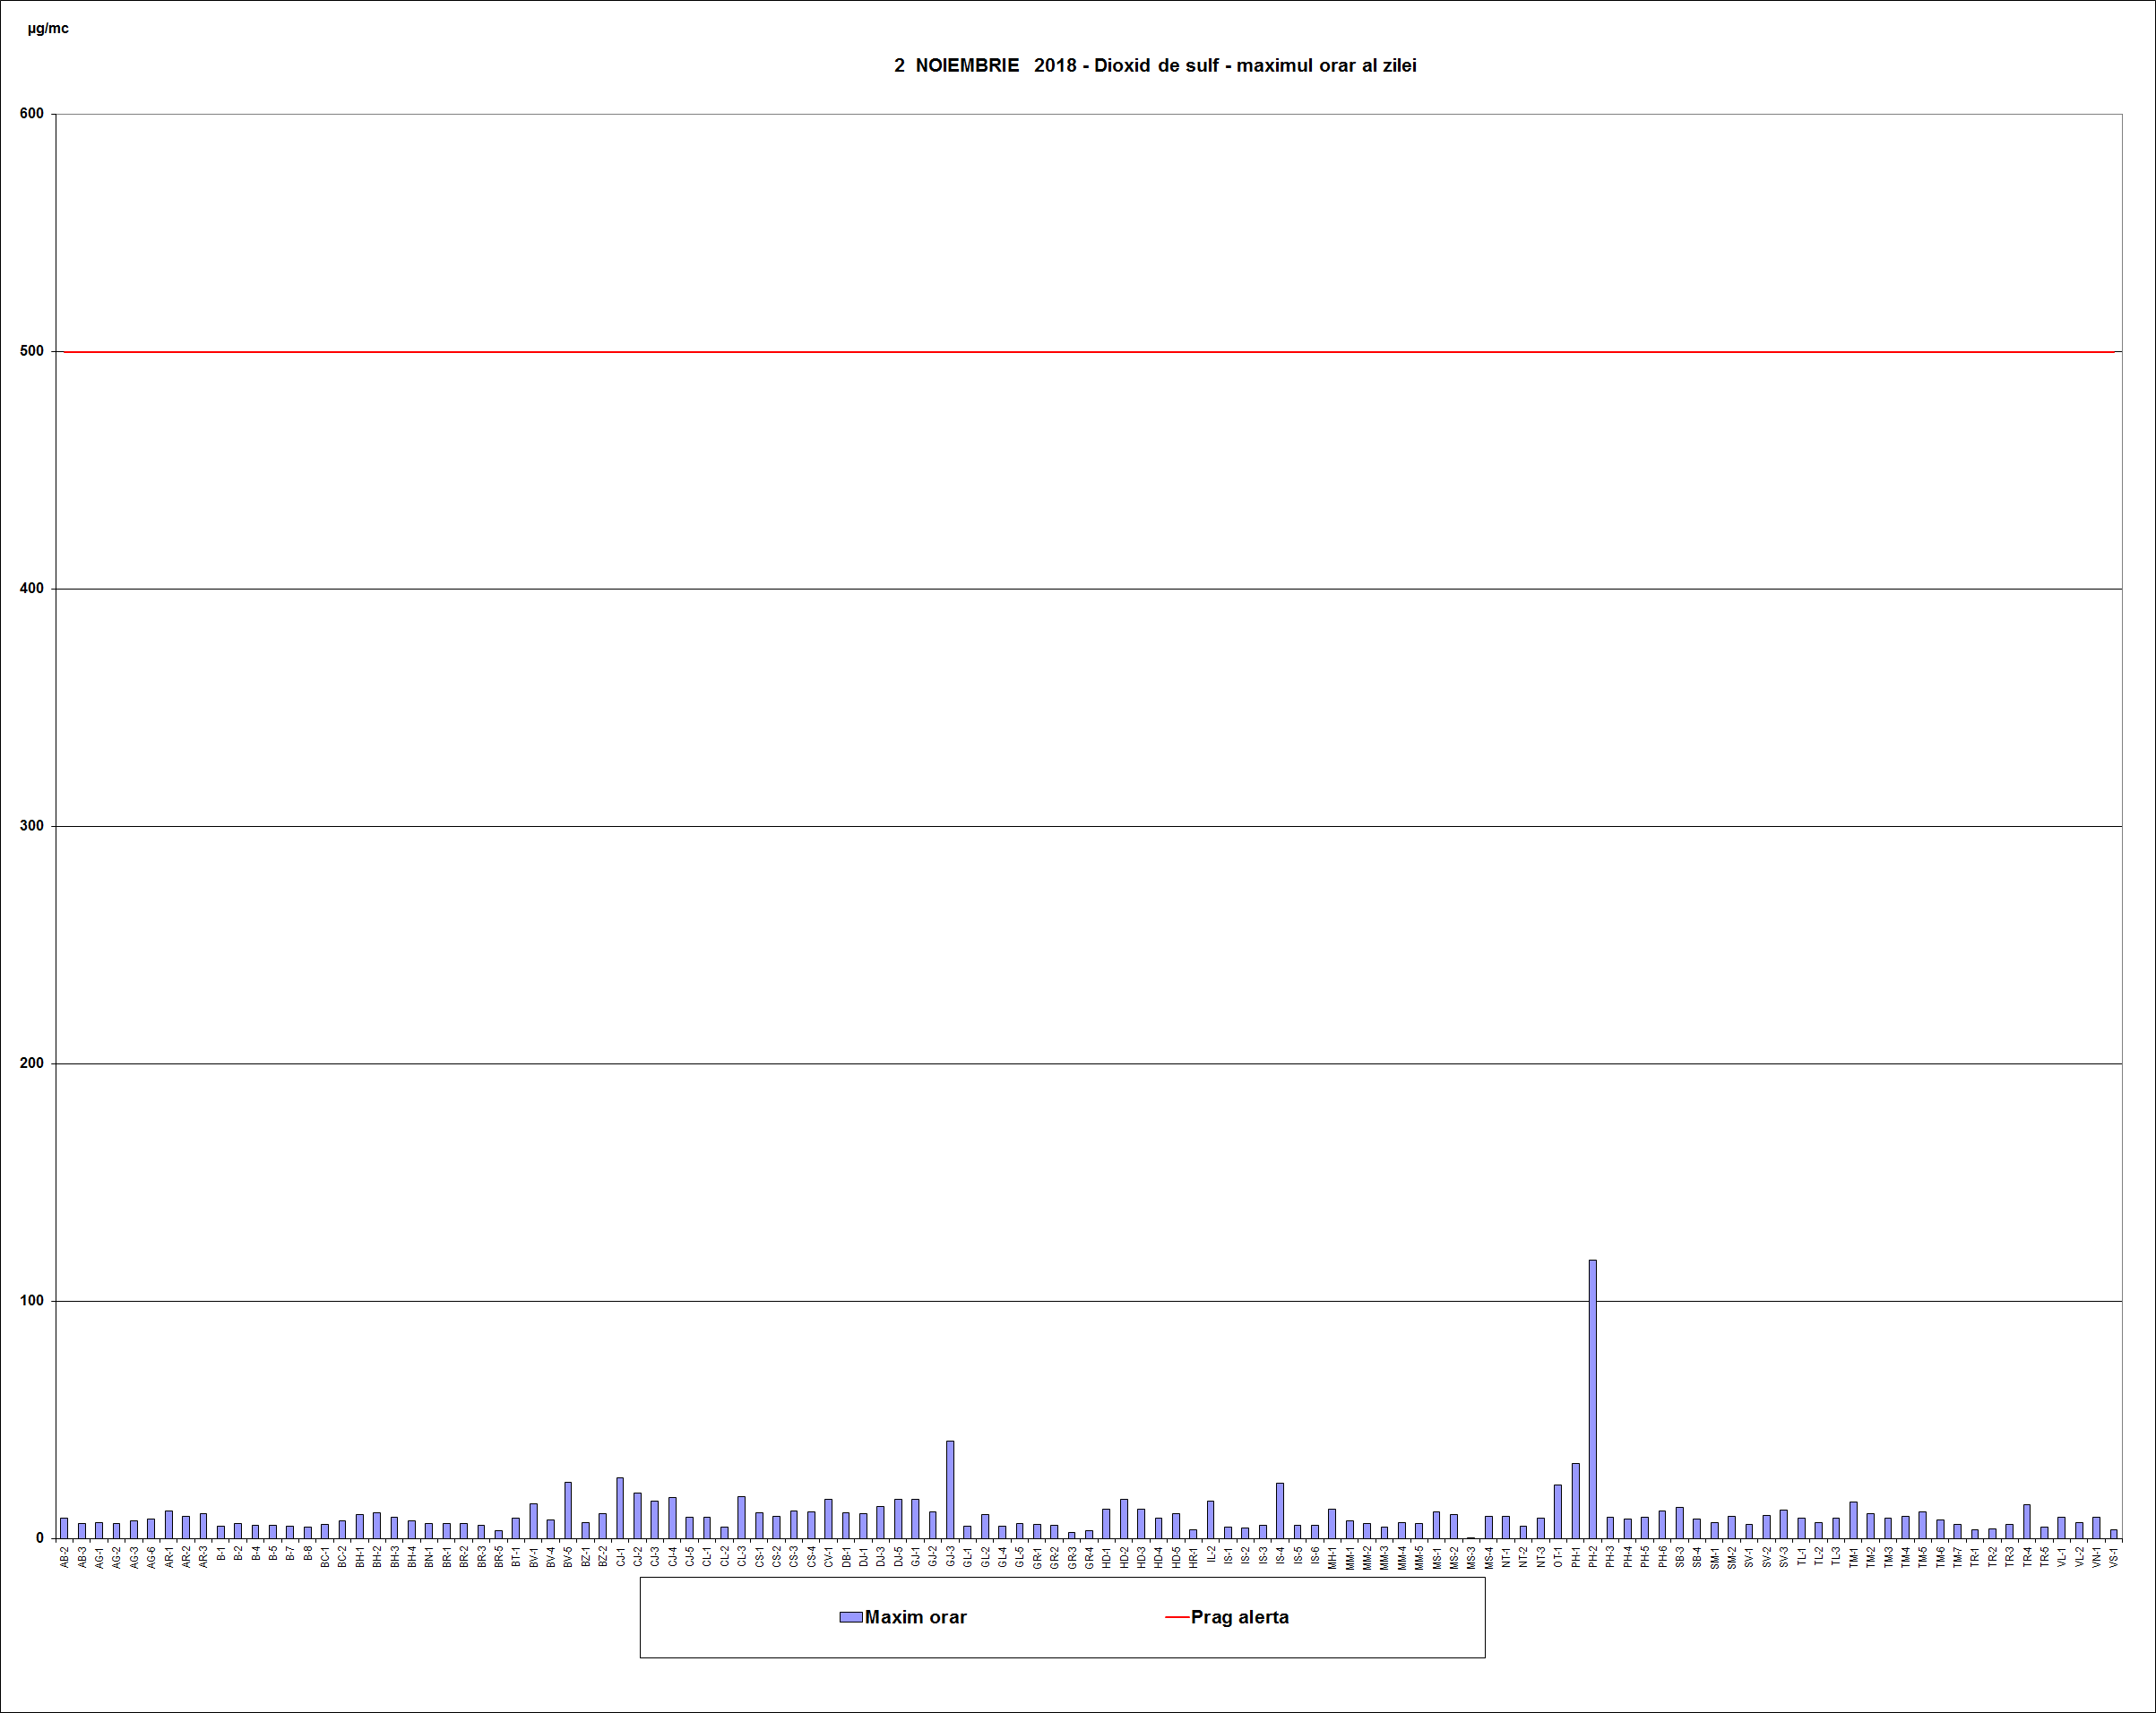 µg/mc
2 NOIEMBRIE 2018 - Dioxid de sulf - maximul orar al zilei
600
500
400
300
200
100
0
AB-2 AB-3 AG-1 AG-2 AG-3 AG-6 AR-1 AR-2 AR-3 B-1 B-2 B-4 B-5 B-7 B-8 BC-1 BC-2 BH-1 BH-2 BH-3 BH-4 BN-1 BR-1 BR-2 BR-3 BR-5 BT-1 BV-1 BV-4 BV-5 BZ-1 BZ-2 CJ-1 CJ-2 CJ-3 CJ-4 CJ-5 CL-1 CL-2 CL-3 CS-1 CS-2 CS-3 CS-4 CV-1 DB-1 DJ-1 DJ-3 DJ-5 GJ-1 GJ-2 GJ-3 GL-1 GL-2 GL-4 GL-5 GR-1 GR-2 GR-3 GR-4 HD-1 HD-2 HD-3 HD-4 HD-5 HR-1 IL-2 IS-1 IS-2 IS-3 IS-4 IS-5 IS-6 MH-1 MM-1 MM-2 MM-3 MM-4 MM-5 MS-1 MS-2 MS-3 MS-4 NT-1 NT-2 NT-3 OT-1 PH-1 PH-2 PH-3 PH-4 PH-5 PH-6 SB-3 SB-4 SM-1 SM-2 SV-1 SV-2 SV-3 TL-1 TL-2 TL-3 TM-1 TM-2 TM-3 TM-4 TM-5 TM-6 TM-7 TR-1 TR-2 TR-3 TR-4 TR-5 VL-1 VL-2 VN-1 VS-1
Maxim orar Prag alerta